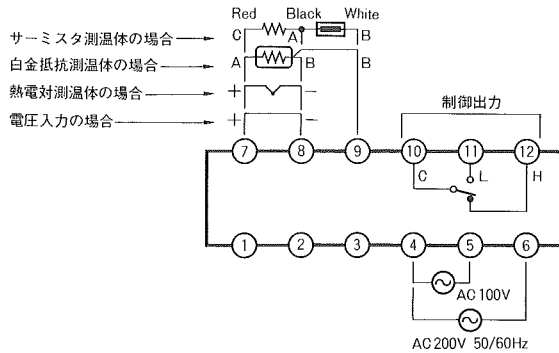 Red Black White
サーミスタ測温体の場合 C A B
白金抵抗測温体の場合 A B B
熱電対測温体の場合 + −
電圧入力の場合 + −
制御出力
7 8 9 10 11 12
C L H
1 2 3 4 5 6
AC 100V
AC 200V 50/60Hz